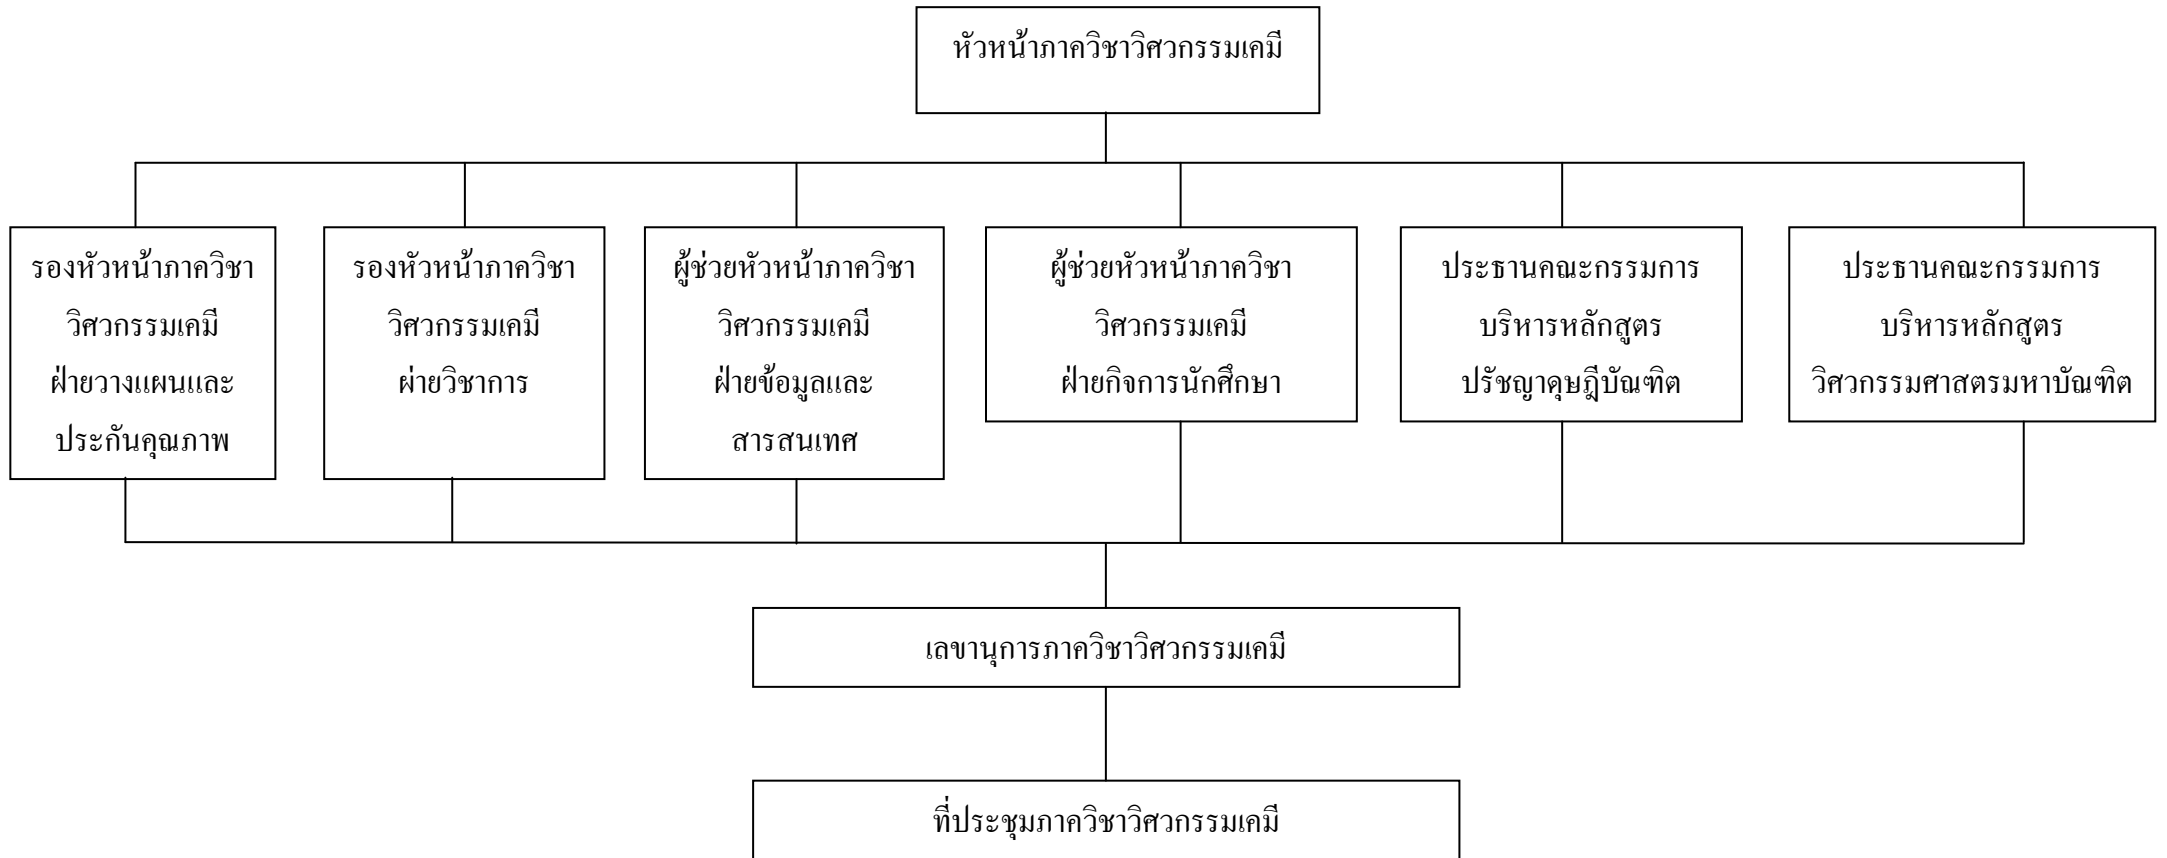 หัวหน้าภาควิชาวิศวกรรมเคมี
รองหัวหน้าภาควิชา
วิศวกรรมเคมี
ฝ่ายวางแผนและ
ประกันคุณภาพ
รองหัวหน้าภาควิชา
วิศวกรรมเคมี
ผ่ายวิชาการ
ผู้ช่วยหัวหน้าภาควิชา
วิศวกรรมเคมี
ฝ่ายข้อมูลและ
สารสนเทศ
ผู้ช่วยหัวหน้าภาควิชา
วิศวกรรมเคมี
ฝ่ายกิจการนักศึกษา
ประธานคณะกรรมการ
บริหารหลักสูตร
ปรัชญาดุษฎีบัณฑิต
ประธานคณะกรรมการ
บริหารหลักสูตร
วิศวกรรมศาสตรมหาบัณฑิต
เลขานุการภาควิชาวิศวกรรมเคมี
ที่ประชุมภาควิชาวิศวกรรมเคมี